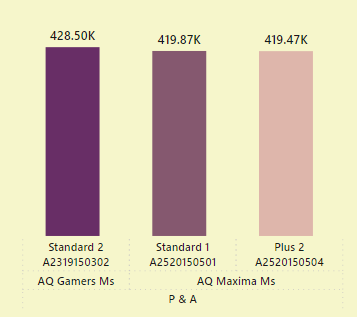 428.50K 419.87K 419.47K
Standard 2 Standard 1 Plus 2
A2319150302 A2520150501 A2520150504
AQ Gamers Ms AQ Maxima Ms
P & A